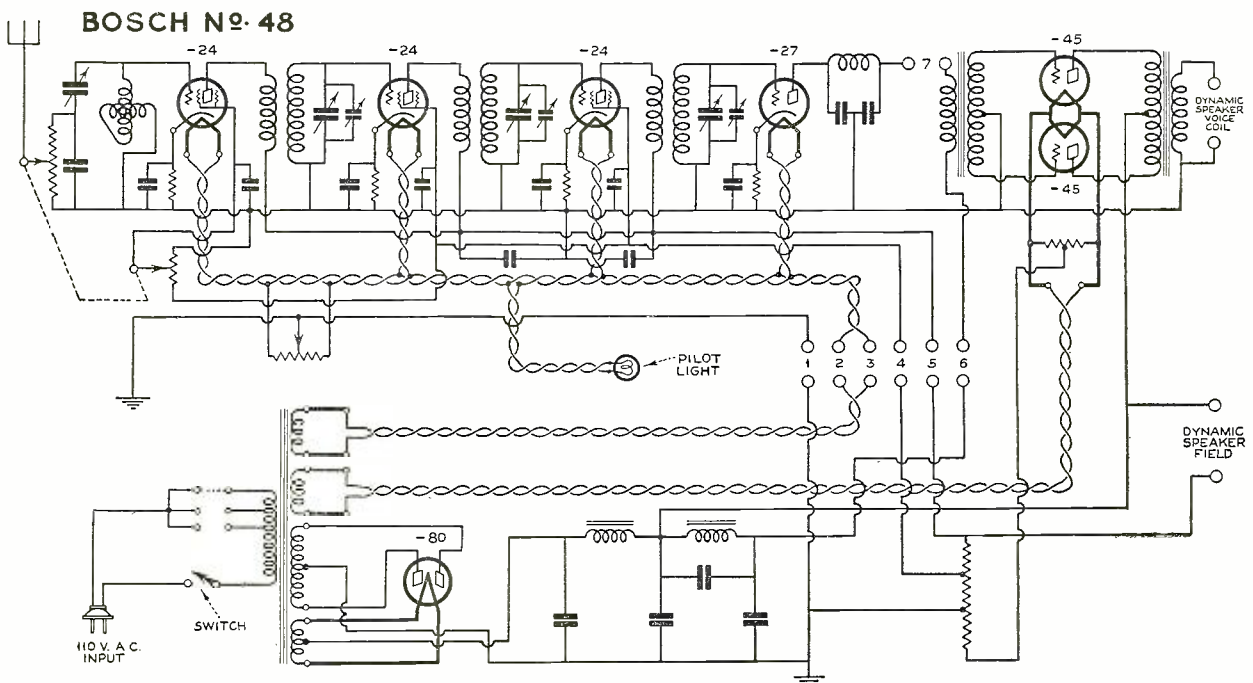 BOSCH Nº. 48
-24
-24
-24
-27
7
-45
-45
DYNAMIC
SPEAKER
VOICE
COIL
PILOT
LIGHT
1
2
3
4
5
6
DYNAMIC
SPEAKER
FIELD
-80
SWITCH
110 V. A C.
INPUT